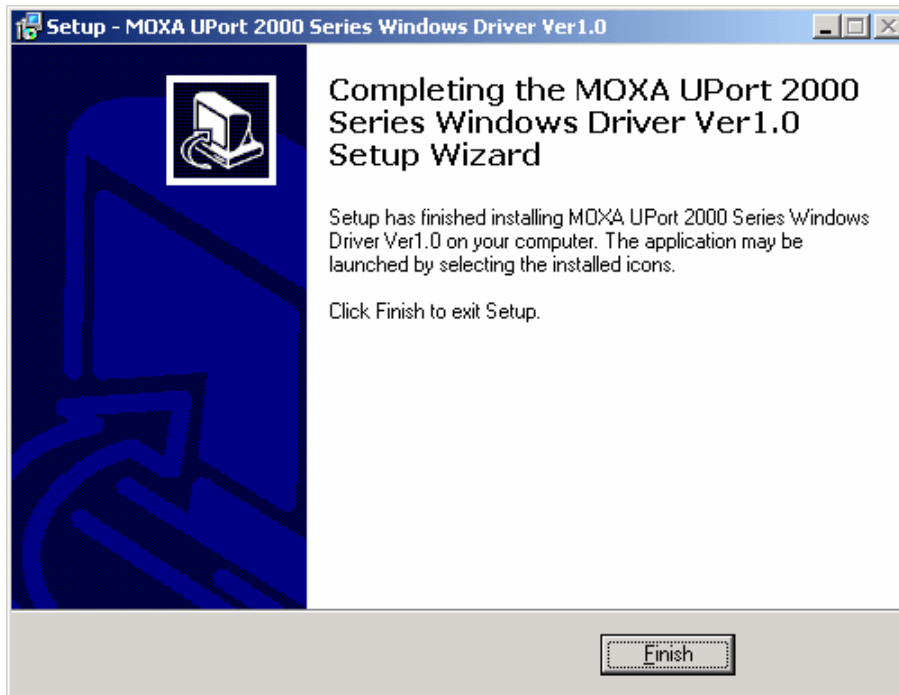 Setup - MOXA UPort 2000 Series Windows Driver Ver1.0
Completing the MOXA UPort 2000
Series Windows Driver Ver1.0
Setup Wizard
Setup has finished installing MOXA UPort 2000 Series Windows
Driver Ver1.0 on your computer. The application may be
launched by selecting the installed icons.
Click Finish to exit Setup.
Finish